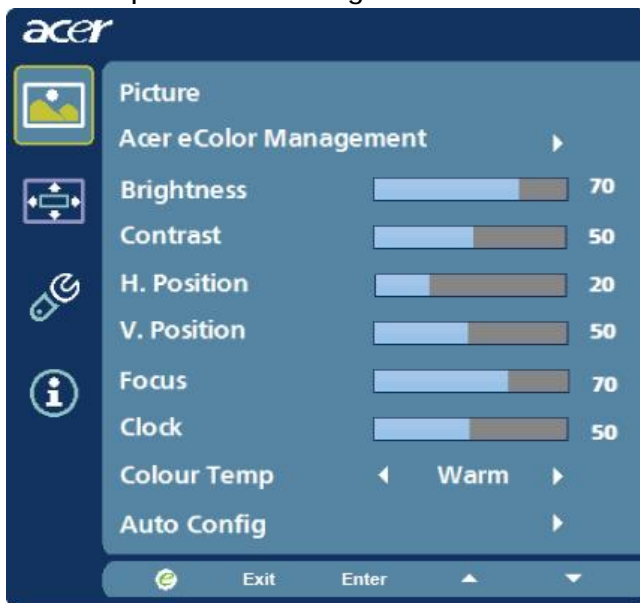 acer
Picture
Acer eColor Management
Brightness 70
Contrast 50
H. Position 20
V. Position 50
Focus 70
Clock 50
Colour Temp Warm
Auto Config
e Exit Enter